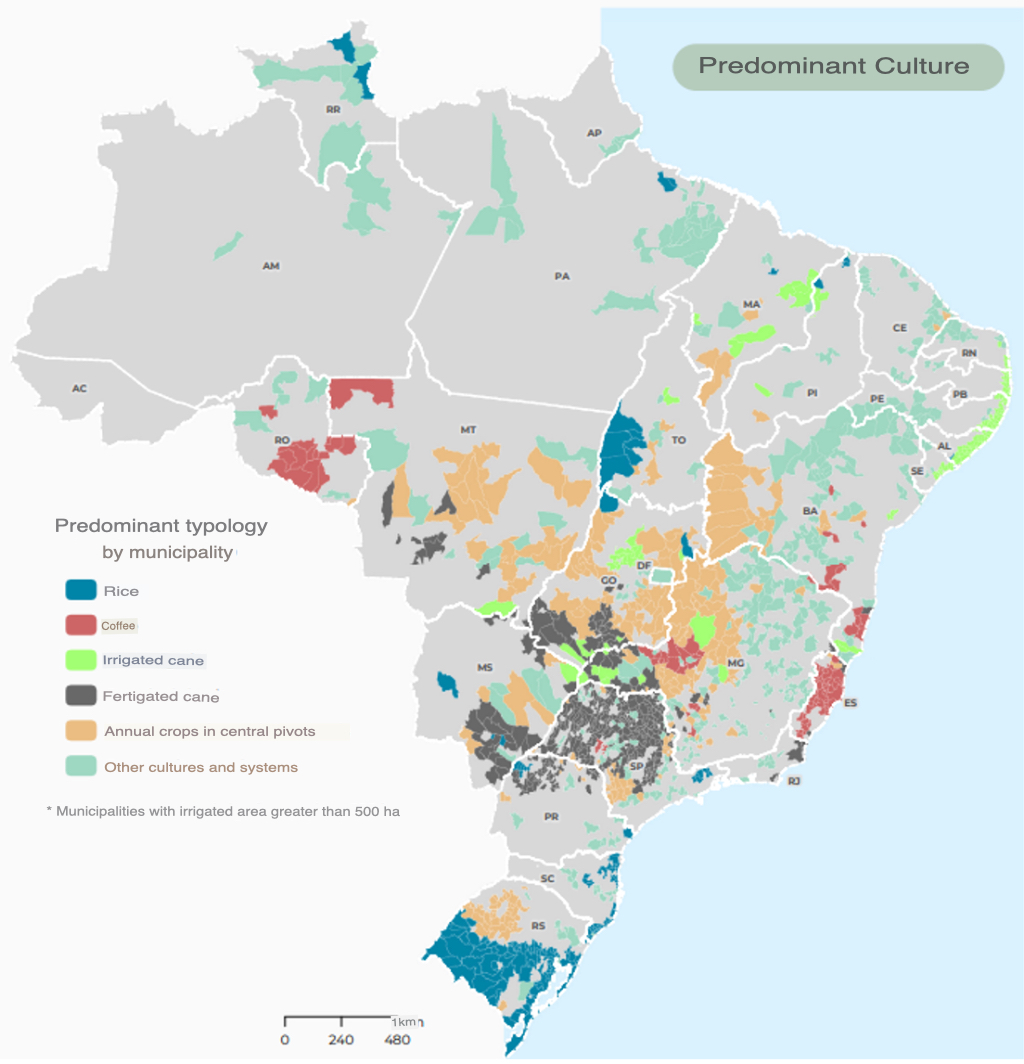 Predominant Culture
RR
AP
AM
PA
MA
CE
RN
PB
PI
PE
AC
AL
SE
TO
MT
RO
BA
Predominant typology
by municipality
DF
GO
Rice
Coffee
Irrigated cane
MS
MG
Fertigated cane
ES
Annual crops in central pivots
SP
Other cultures and systems
RJ
* Municipalities with irrigated area greater than 500 ha
PR
SC
RS
1km
0 240 480